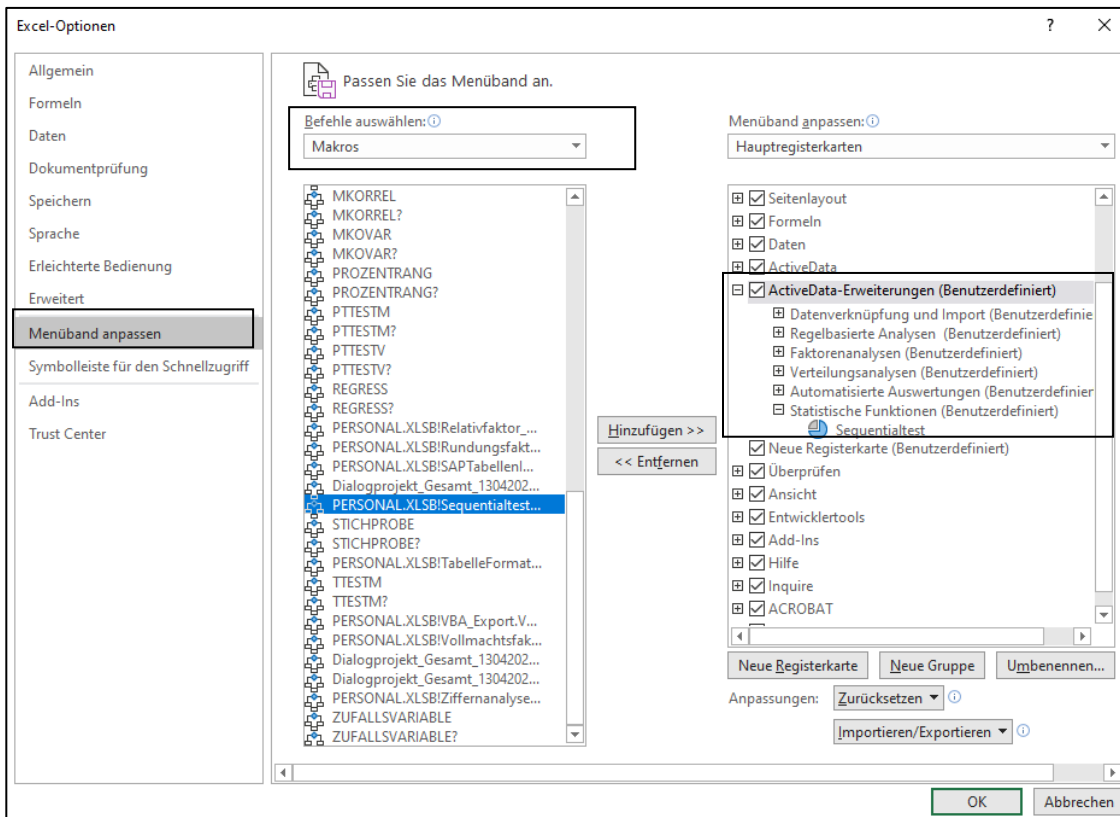 Excel-Optionen
?
Allgemein
Formeln
Daten
Dokumentprüfung
Speichern
Sprache
Erleichterte Bedienung
Erweitert
Menüband anpassen
Symbolleiste für den Schnellzugriff
Add-Ins
Trust Center
Passen Sie das Menüband an.
Befehle auswählen:
Makros
MKORREL
MKORREL?
MKOVAR
MKOVAR?
PROZENTRANG
PROZENTRANG?
PTTESTM
PTTESTM?
PTTESTV
PTTESTV?
REGRESS
REGRESS?
PERSONAL.XLSB!Relativfaktor_...
PERSONAL.XLSB!Rundungsfakt...
PERSONAL.XLSB!SAPTabellenI...
Dialogprojekt_Gesamt_1304202...
PERSONAL.XLSB!Sequentialtest...
STICHPROBE
STICHPROBE?
PERSONAL.XLSB!TabelleFormat...
TTESTM
TTESTM?
PERSONAL.XLSB!VBA_Export.V...
PERSONAL.XLSB!Vollmachtsfak...
Dialogprojekt_Gesamt_1304202...
Dialogprojekt_Gesamt_1304202...
PERSONAL.XLSB!Ziffernanalyse...
ZUFALLSVARIABLE
ZUFALLSVARIABLE?
Hinzufügen >>
<< Entfernen
Menüband anpassen:
Hauptregisterkarten
Seitenlayout
Formeln
Daten
ActiveData
ActiveData-Erweiterungen (Benutzerdefiniert)
Datenverknüpfung und Import (Benutzerdefinie
Regelbasierte Analysen (Benutzerdefiniert)
Faktorenanalysen (Benutzerdefiniert)
Verteilungsanalysen (Benutzerdefiniert)
Automatisierte Auswertungen (Benutzerdefinier
Statistische Funktionen (Benutzerdefiniert)
Sequentialtest
Neue Registerkarte (Benutzerdefiniert)
Überprüfen
Ansicht
Entwicklertools
Add-Ins
Hilfe
Inquire
ACROBAT
Neue Registerkarte
Neue Gruppe
Umbenennen...
Anpassungen:
Zurücksetzen
Importieren/Exportieren
OK
Abbrechen